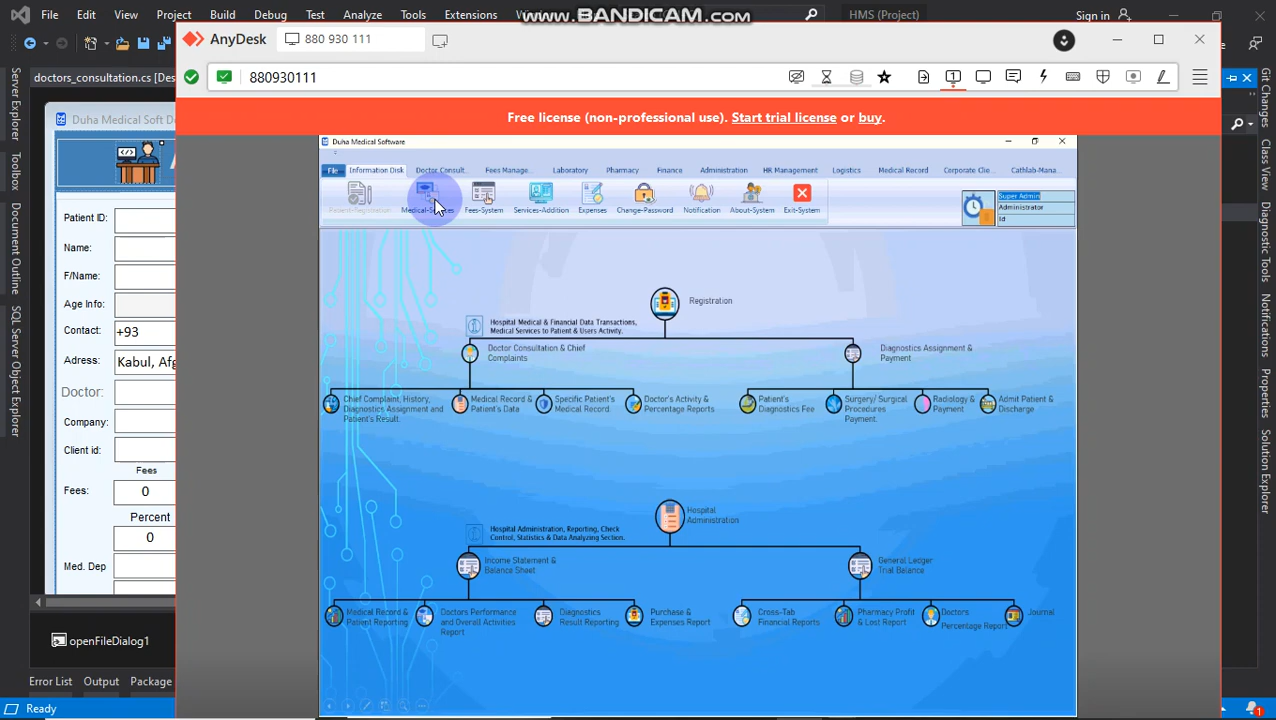 www.BANDICAM.com
File
Tools
Extensions
HMS (Project)
Sign in
AnyDesk
880 930 111
doctors_consultation.cs [Des
880930111
Free license (non-professional use). Start trial license or buy.
Server Explorer
Toolbox
Document Outline
SQL Server Object Explorer
Git Changes
Class View
Diagnostic Tools
Notifications
Properties
Team Explorer
Solution Explorer
Duha Medical Soft De
Patient ID:
Name:
F/Name:
Age Info:
Contact:
+93
Adress:
Kabul, Afg
Doctor:
Company:
Client id:
Fees
Fees:
0
Percent
0
Med. Dep
openFileDialog1
Error List
Output
Package
Ready
1
Duha Medical Software
File
Information Disk
Doctor Consult..
Fees Manage...
Laboratory
Pharmacy
Finance
Administration
HR Management
Logistics
Medical Record
Corporate Clie...
Cathlab-Mana...
Patient-Registration
Medical-Services
Fees-System
Services-Addition
Expenses
Change-Password
Notification
About-System
Exit-System
Super Admin
Administrator
Id
Registration
Hospital Medical & Financial Data Transactions,
Medical Services to Patient & Users Activity.
Doctor Consultation & Chief
Complaints
Diagnostics Assignment &
Payment
Chief Complaint, History,
Diagnostics Assignment and
Patient's Result.
Medical Record &
Patient's Data
Specific Patient's
Medical Record.
Doctor's Activity &
Percentage Reports
Patient's
Diagnostics Fee
Surgery/ Surgical
Procedures
Payment.
Radiology &
Payment
Admit Patient &
Discharge
Hospital
Administration
Hospital Administration, Reporting, Check
Control, Statistics & Data Analyzing Section.
Income Statement &
Balance Sheet
General Ledger
Trial Balance
Medical Record &
Patient Reporting
Doctors Performance
and Overall Activities
Report
Diagnostics
Result Reporting
Purchase &
Expenses Report
Cross-Tab
Financial Reports
Pharmacy Profit
& Lost Report
Doctors
Percentage Report
Journal